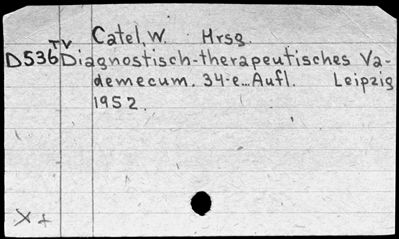 Catel, W. Hrsg.
TV
D536 Diagnostisch-therapeutisches Va-
demecum. 34-e... Aufl. Leipzig
1952.